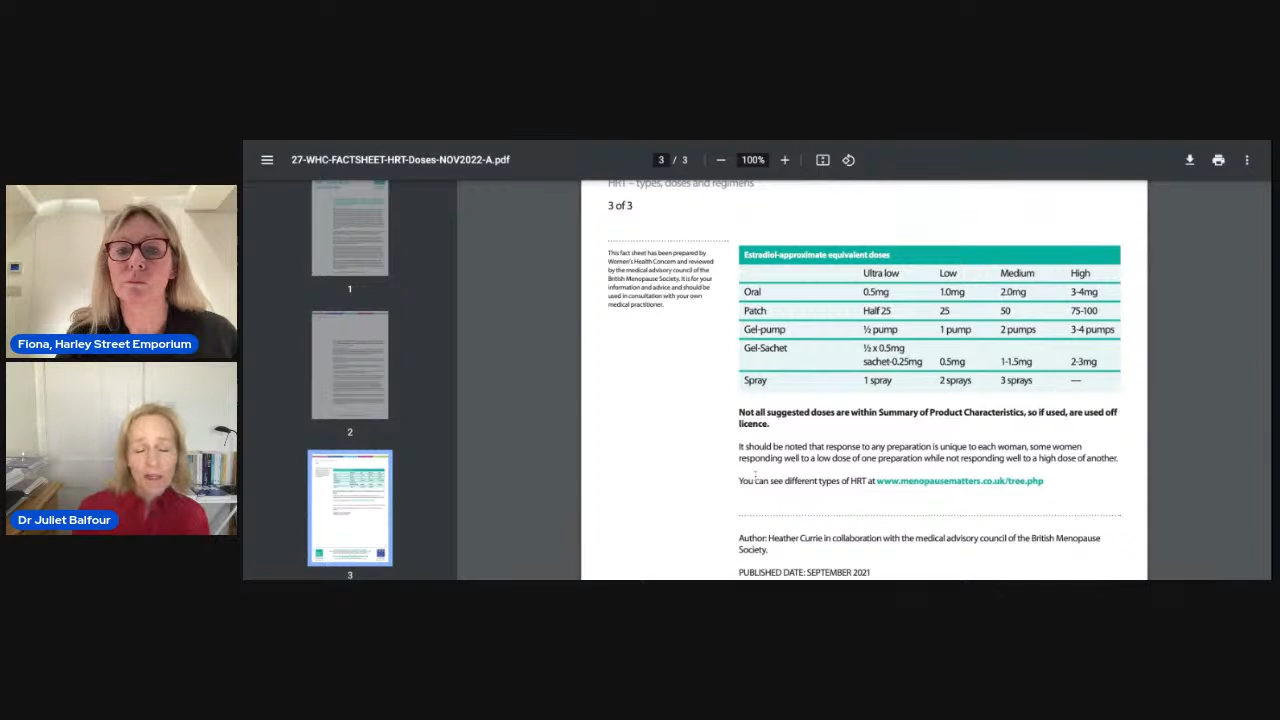 27-WHC-FACTSHEET-HRT-Doses-NOV2022-A.pdf
3 / 3
100%
1
2
3
HRT – types, doses and regimens
3 of 3
This fact sheet has been prepared by
Women's Health Concern and reviewed
by the medical advisory council of the
British Menopause Society. It is for your
information and advice and should be
used in consultation with your own
medical practitioner.
Estradiol-approximate equivalent doses
Ultra low Low Medium High
Oral 0.5mg 1.0mg 2.0mg 3-4mg
Patch Half 25 25 50 75-100
Gel-pump ½ pump 1 pump 2 pumps 3-4 pumps
Gel-Sachet ½ x 0.5mg
sachet-0.25mg 0.5mg 1-1.5mg 2-3mg
Spray 1 spray 2 sprays 3 sprays —
Not all suggested doses are within Summary of Product Characteristics, so if used, are used off
licence.
It should be noted that response to any preparation is unique to each woman, some women
responding well to a low dose of one preparation while not responding well to a high dose of another.
You can see different types of HRT at www.menopausematters.co.uk/tree.php
Author: Heather Currie in collaboration with the medical advisory council of the British Menopause
Society.
PUBLISHED DATE: SEPTEMBER 2021
Fiona, Harley Street Emporium
Dr Juliet Balfour